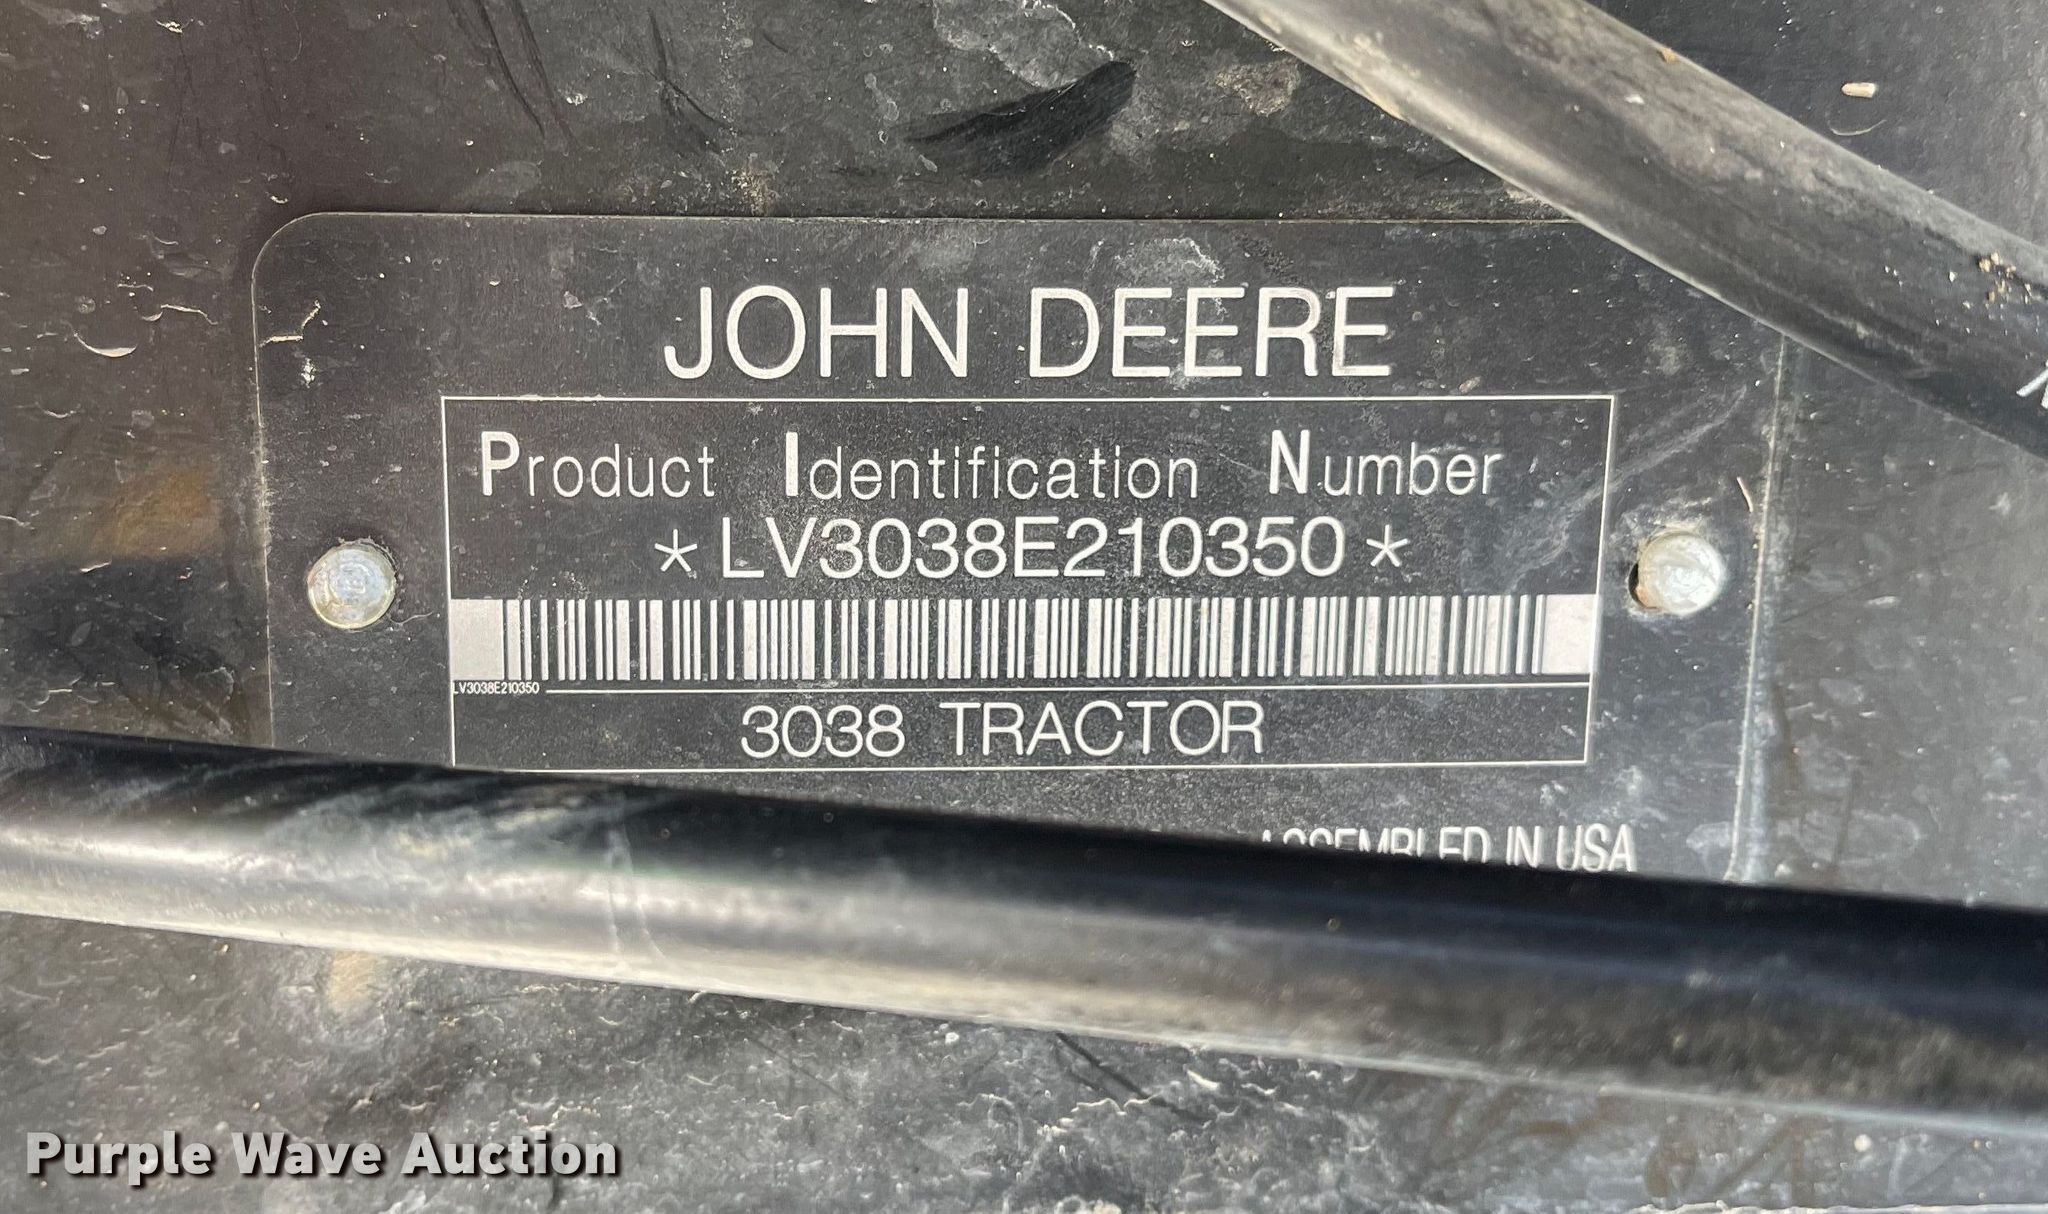 JOHN DEERE
Product Identification Number
*LV3038E210350*
LV3038E210350
3038 TRACTOR
ASSEMBLED IN USA
Purple Wave Auction